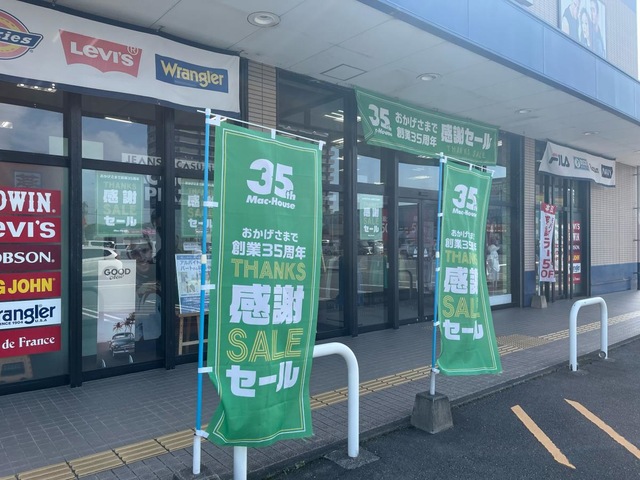 Levi's®
Wrangler
35th
Mac-House
おかげさまで
創業35周年
THANKS
感謝
SALE
セール
35th
Mac-House
おかげさまで
創業35周年
感謝セール
35th
Mac-House
おかげさまで
創業35周年
THANKS
感謝
SALE
セール
FILA
JEANS
CASUAL
THANKS
感謝
セール
GOOD
Levi's
BOBSON.
Wrangler
de France